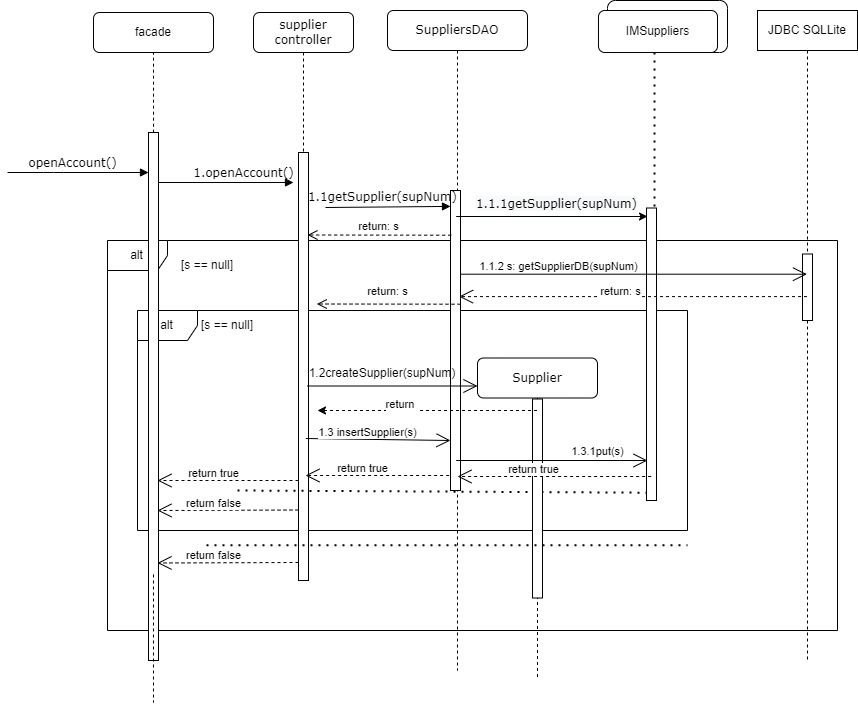 facade
supplier
controller
SuppliersDAO
IMSuppliers
JDBC SQLLite
openAccount()
1.openAccount()
1.1getSupplier(supNum)
1.1.1getSupplier(supNum)
return: s
alt
[s == null]
1.1.2 s: getSupplierDB(supNum)
return: s
return: s
alt
[s == null]
1.2createSupplier(supNum)
Supplier
return
1.3 insertSupplier(s)
1.3.1put(s)
return true
return true
return true
return false
return false